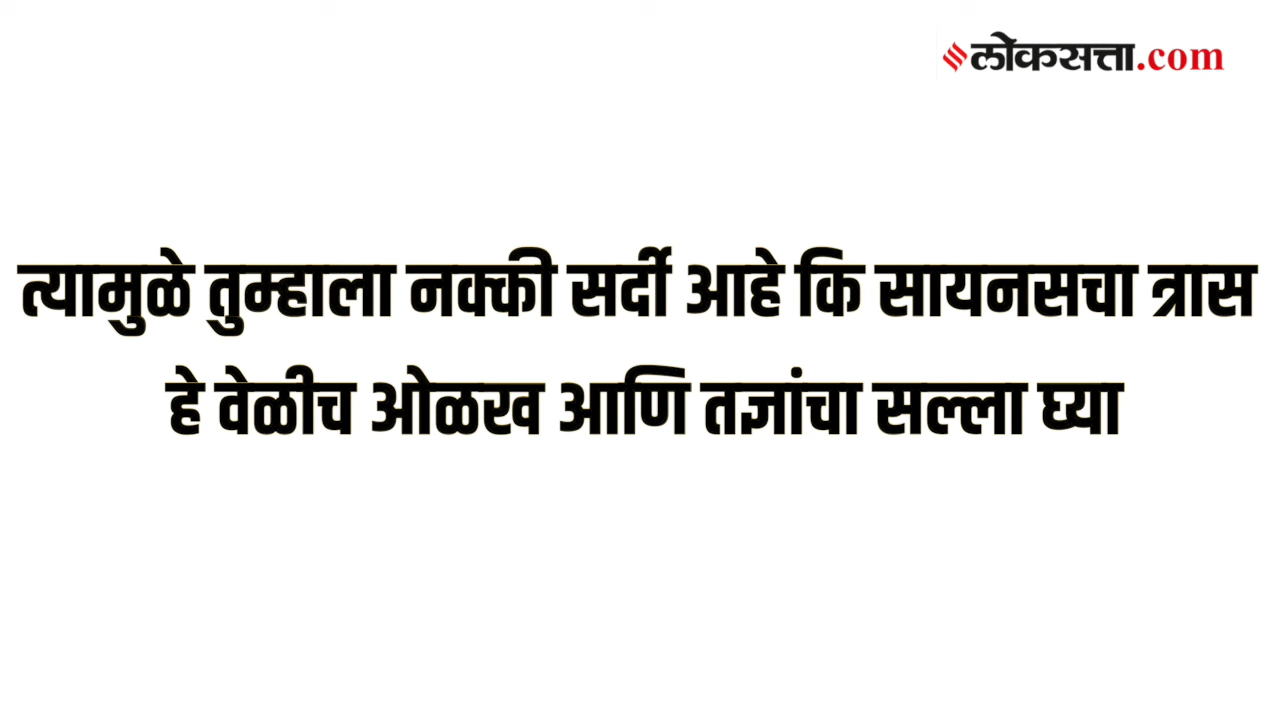 लोकसत्ता.com
त्यामुळे तुम्हाला नक्की सर्दी आहे कि सायनसचा त्रास
हे वेळीच ओळख आणि तज्ञांचा सल्ला घ्या